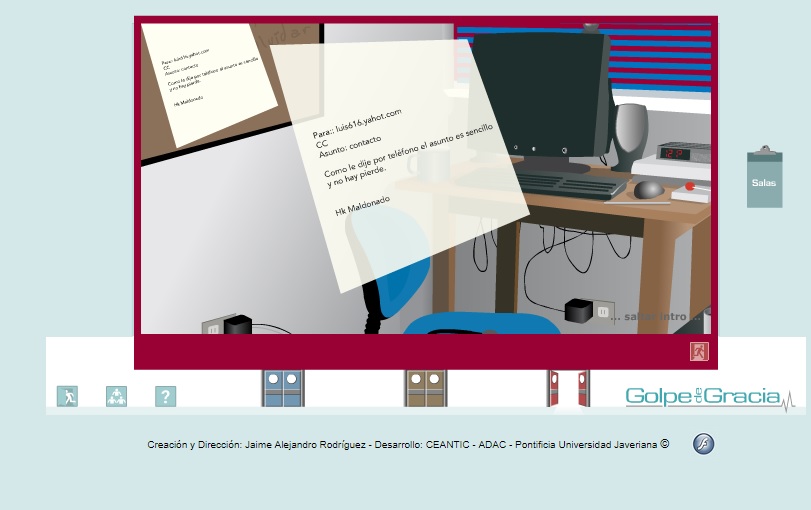 Para: luis616.yahot.com
CC
Asunto: contacto
Como le dije por teléfono el asunto es sencillo
y no hay pierde.
Hk Maldonado
Para:: luis616.yahot.com
CC
Asunto: contacto
Como le dije por teléfono el asunto es sencillo
y no hay pierde.
Hk Maldonado
Salas
... saltar intro ...
?
Golpe de Gracia
Creación y Dirección: Jaime Alejandro Rodríguez - Desarrollo: CEANTIC - ADAC - Pontificia Universidad Javeriana ©